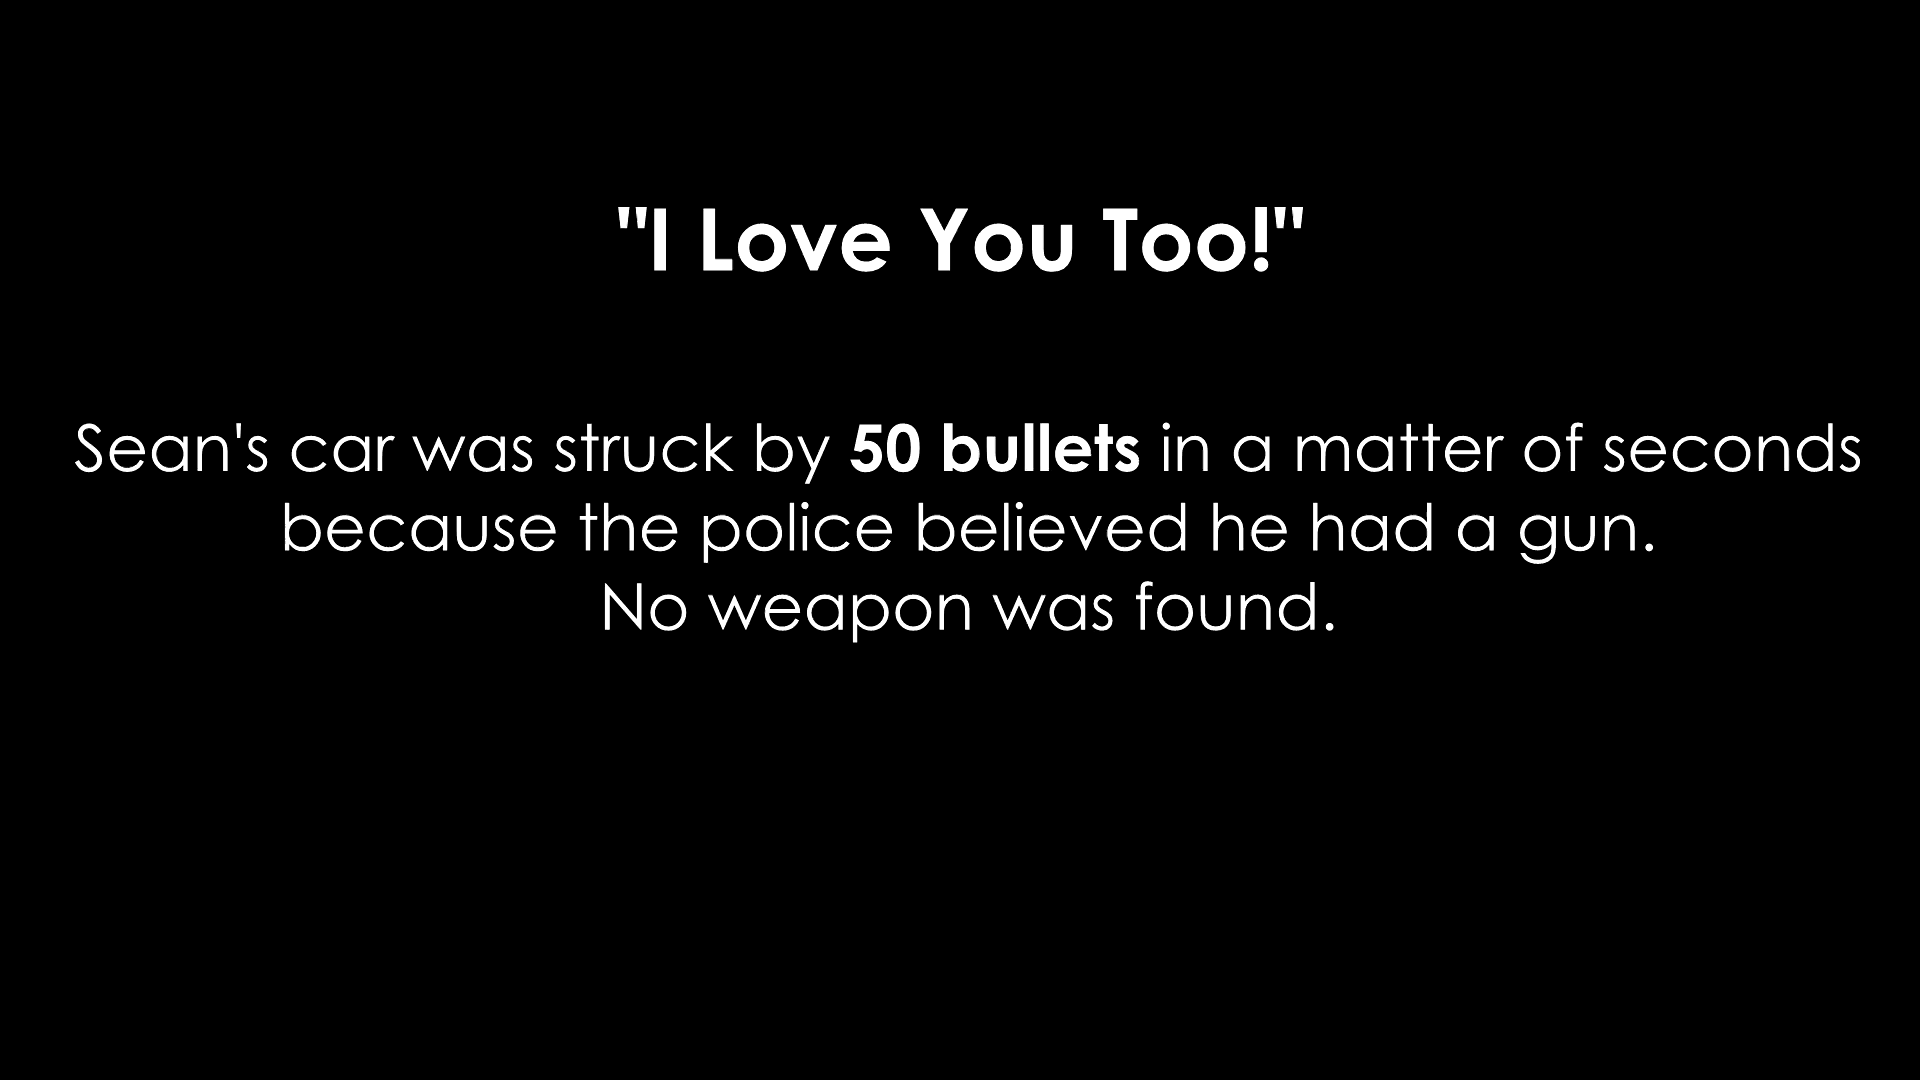 "I Love You Too!"
Sean's car was struck by 50 bullets in a matter of seconds
because the police believed he had a gun.
No weapon was found.